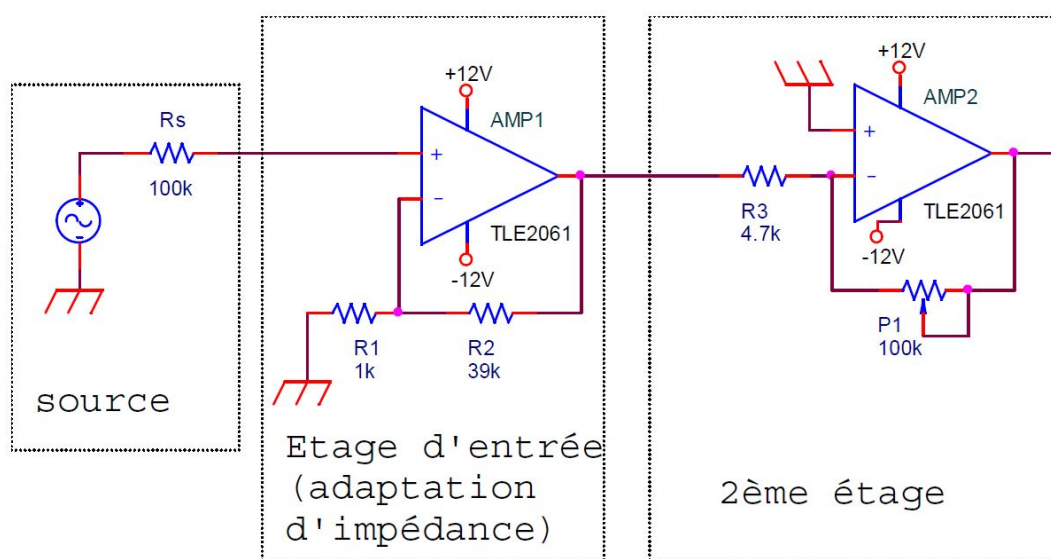 Rs
100k
source
+12V
AMP1
+
−
TLE2061
-12V
R1
1k
R2
39k
Etage d'entrée
(adaptation
d'impédance)
+12V
AMP2
+
−
TLE2061
-12V
R3
4.7k
P1
100k
2ème étage